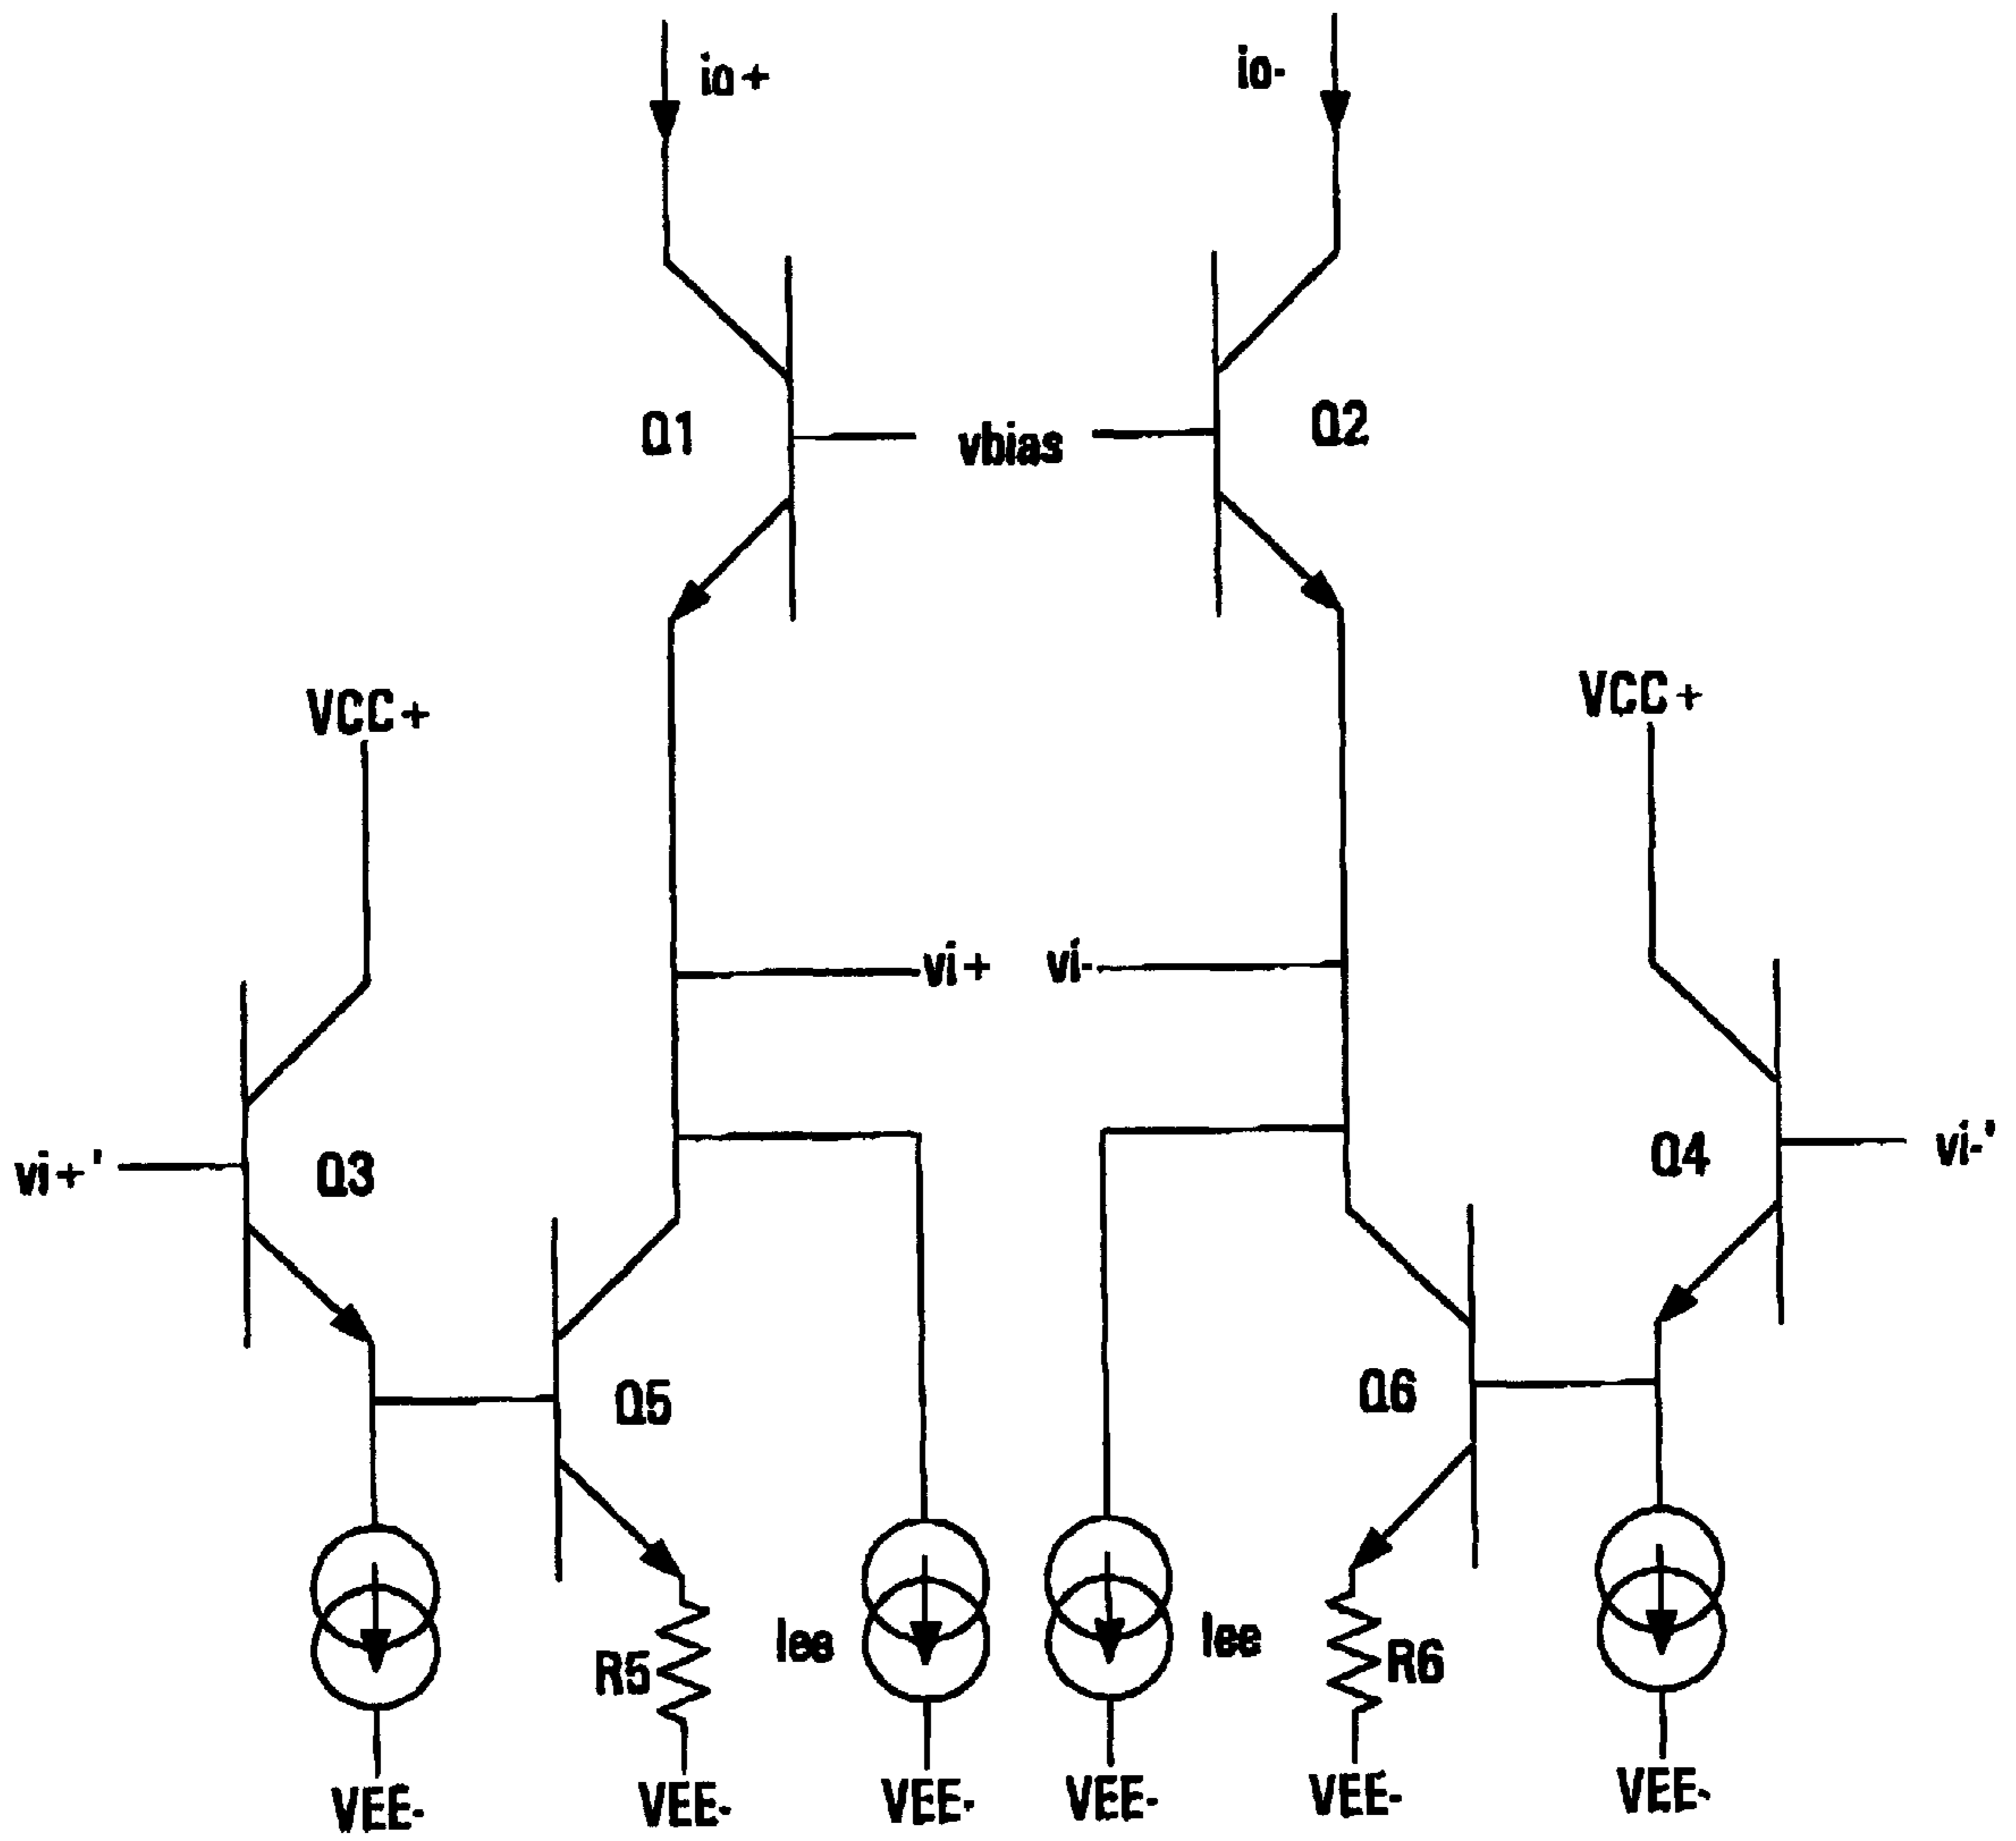 io+
io-
Q1
vbias
Q2
VCC+
VCC+
vi+
vi-
vi+'
Q3
Q4
vi-'
Q5
Q6
R5
Iee
Iee
R6
VEE-
VEE-
VEE-
VEE-
VEE-
VEE-